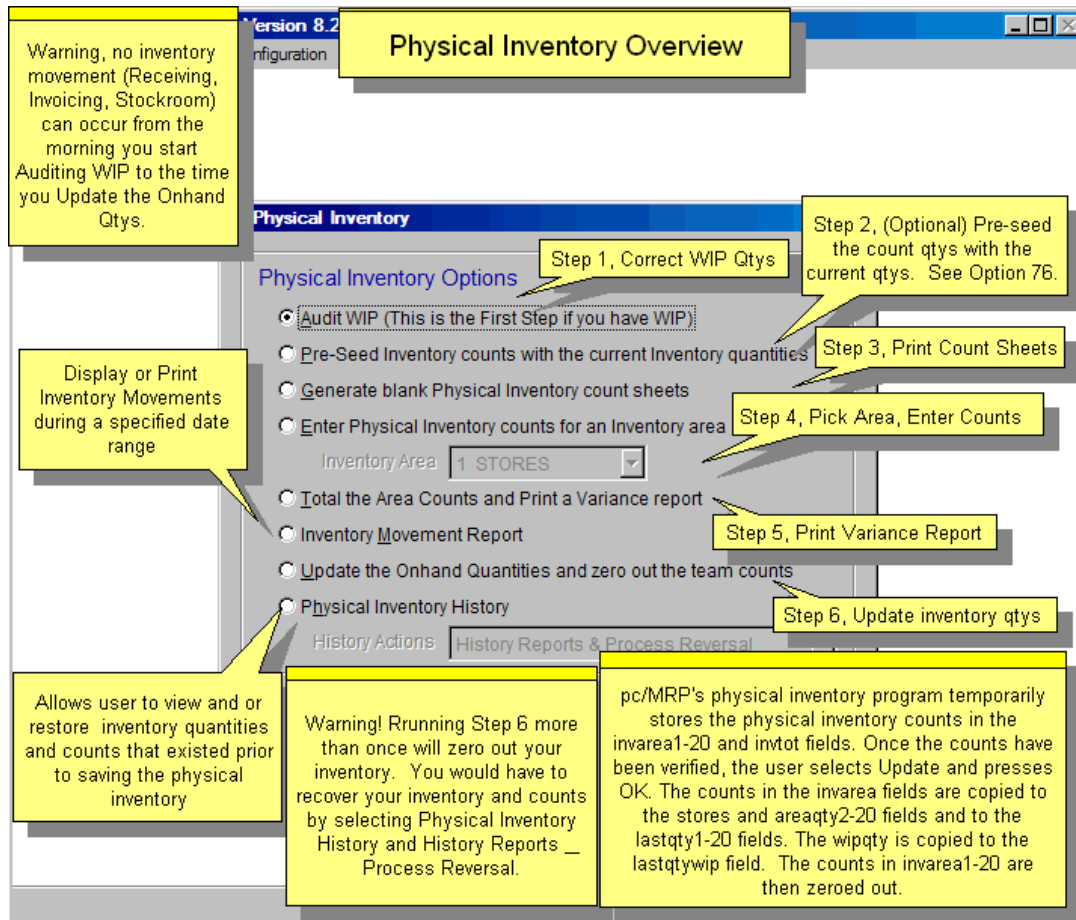 Version 8.2
nfiguration
Physical Inventory Overview
Warning, no inventory
movement (Receiving,
Invoicing, Stockroom)
can occur from the
morning you start
Auditing WIP to the time
you Update the Onhand
Qtys.
Physical Inventory
Physical Inventory Options
Step 1, Correct WIP Qtys
Step 2, (Optional) Pre-seed
the count qtys with the
current qtys. See Option 76.
Audit WIP (This is the First Step if you have WIP)
Pre-Seed Inventory counts with the current Inventory quantities
Step 3, Print Count Sheets
Generate blank Physical Inventory count sheets
Enter Physical Inventory counts for an Inventory area
Step 4, Pick Area, Enter Counts
Inventory Area 1 STORES
Display or Print
Inventory Movements
during a specified date
range
Total the Area Counts and Print a Variance report
Step 5, Print Variance Report
Inventory Movement Report
Update the Onhand Quantities and zero out the team counts
Step 6, Update inventory qtys
Physical Inventory History
History Actions History Reports & Process Reversal
Allows user to view and or
restore inventory quantities
and counts that existed prior
to saving the physical
inventory
Warning! Rrunning Step 6 more
than once will zero out your
inventory. You would have to
recover your inventory and counts
by selecting Physical Inventory
History and History Reports _
Process Reversal.
pc/MRP's physical inventory program temporarily
stores the physical inventory counts in the
invarea1-20 and invtot fields. Once the counts have
been verified, the user selects Update and presses
OK. The counts in the invarea fields are copied to
the stores and areaqty2-20 fields and to the
lastqty1-20 fields. The wipqty is copied to the
lastqtywip field. The counts in invarea1-20 are
then zeroed out.